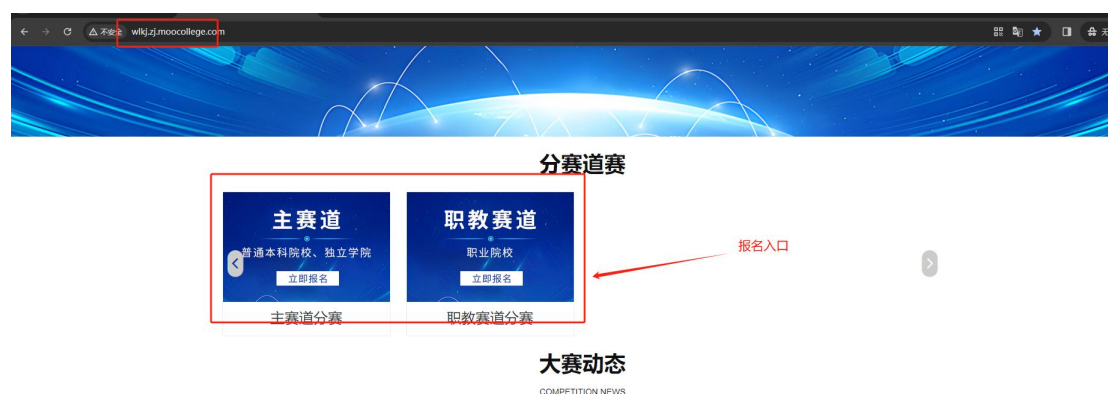 不安全 wlkj.zj.moocollege.com
分赛道赛
主赛道
普通本科院校、独立学院
立即报名
主赛道分赛
职教赛道
职业院校
立即报名
职教赛道分赛
报名入口
大赛动态
COMPETITION NEWS